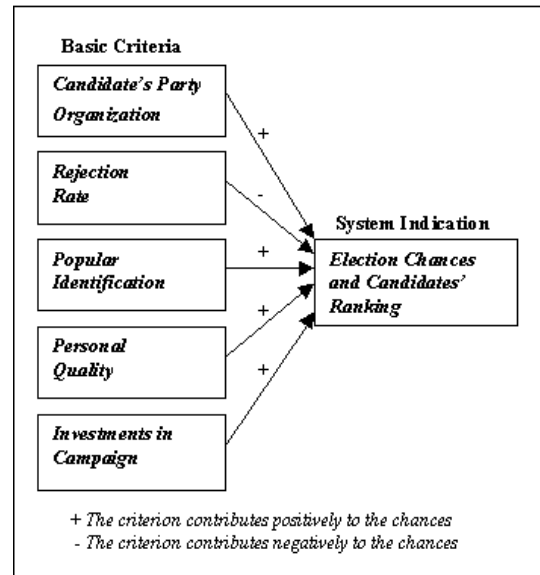 Basic Criteria
Candidate's Party
Organization
+
Rejection
Rate
-
System Indication
Popular
Identification
+
Election Chances
and Candidates'
Ranking
+
Personal
Quality
+
Investments in
Campaign
+ The criterion contributes positively to the chances
- The criterion contributes negatively to the chances